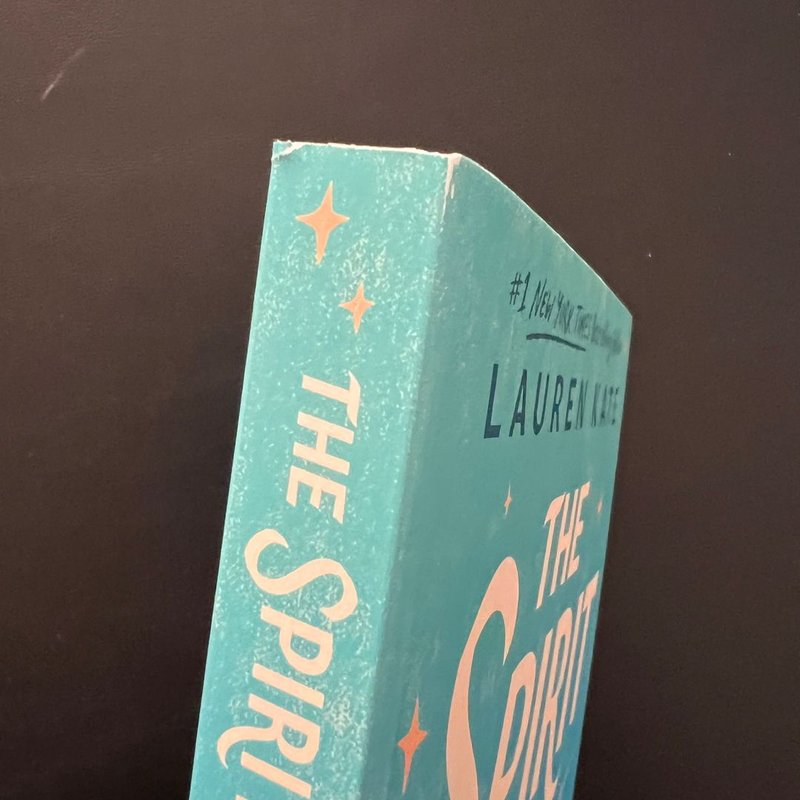 THE SPIRI
#1 NEW YORK TIMES
LAUREN KATE
THE
SPIRIT